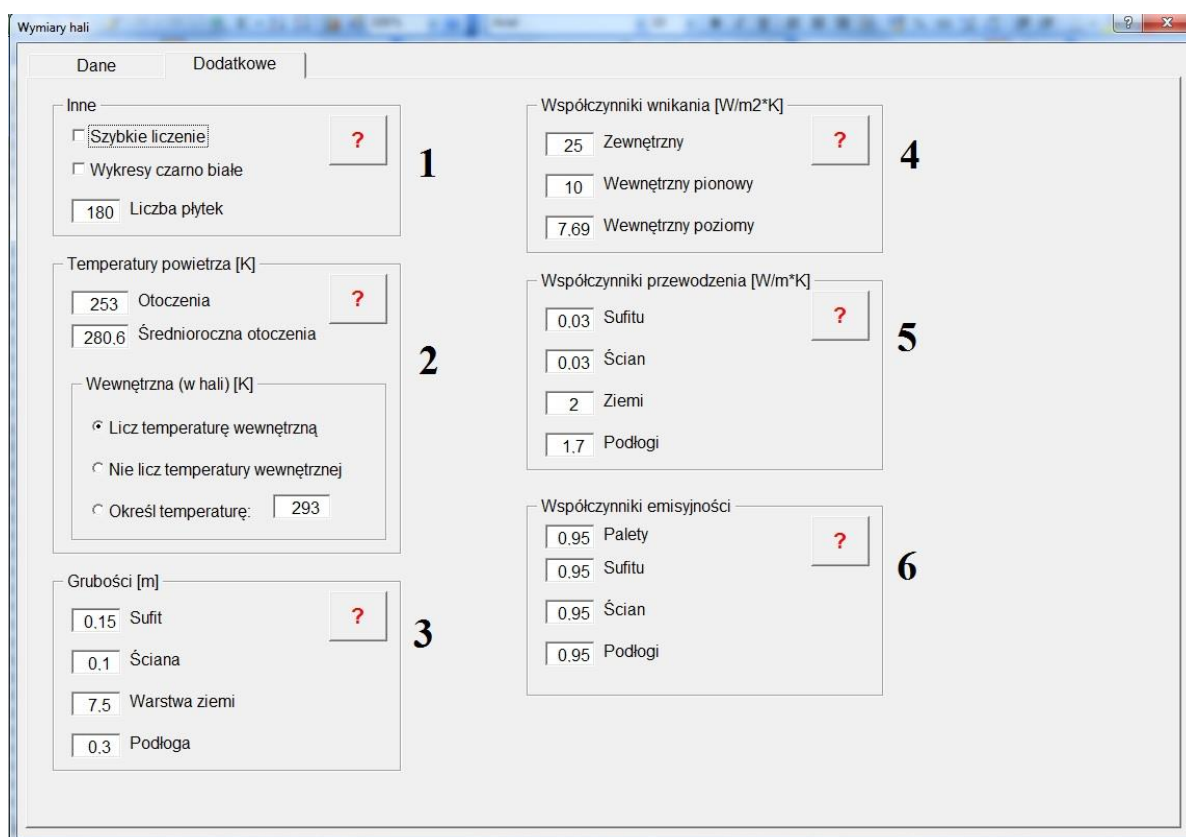 Wymiary hali
Dane
Dodatkowe
Inne
Szybkie liczenie
?
Wykresy czarno białe
180 Liczba płytek
1
Temperatury powietrza [K]
253 Otoczenia
?
280,6 Średnioroczna otoczenia
2
Wewnętrzna (w hali) [K]
Licz temperaturę wewnętrzną
Nie licz temperatury wewnętrznej
Określ temperaturę: 293
Grubości [m]
0.15 Sufit
?
3
0.1 Ściana
7.5 Warstwa ziemi
0.3 Podłoga
Współczynniki wnikania [W/m2*K]
25 Zewnętrzny
?
4
10 Wewnętrzny pionowy
7.69 Wewnętrzny poziomy
Współczynniki przewodzenia [W/m*K]
0.03 Sufitu
?
5
0.03 Ścian
2 Ziemi
1.7 Podłogi
Współczynniki emisyjności
0.95 Palety
?
6
0.95 Sufitu
0.95 Ścian
0.95 Podłogi